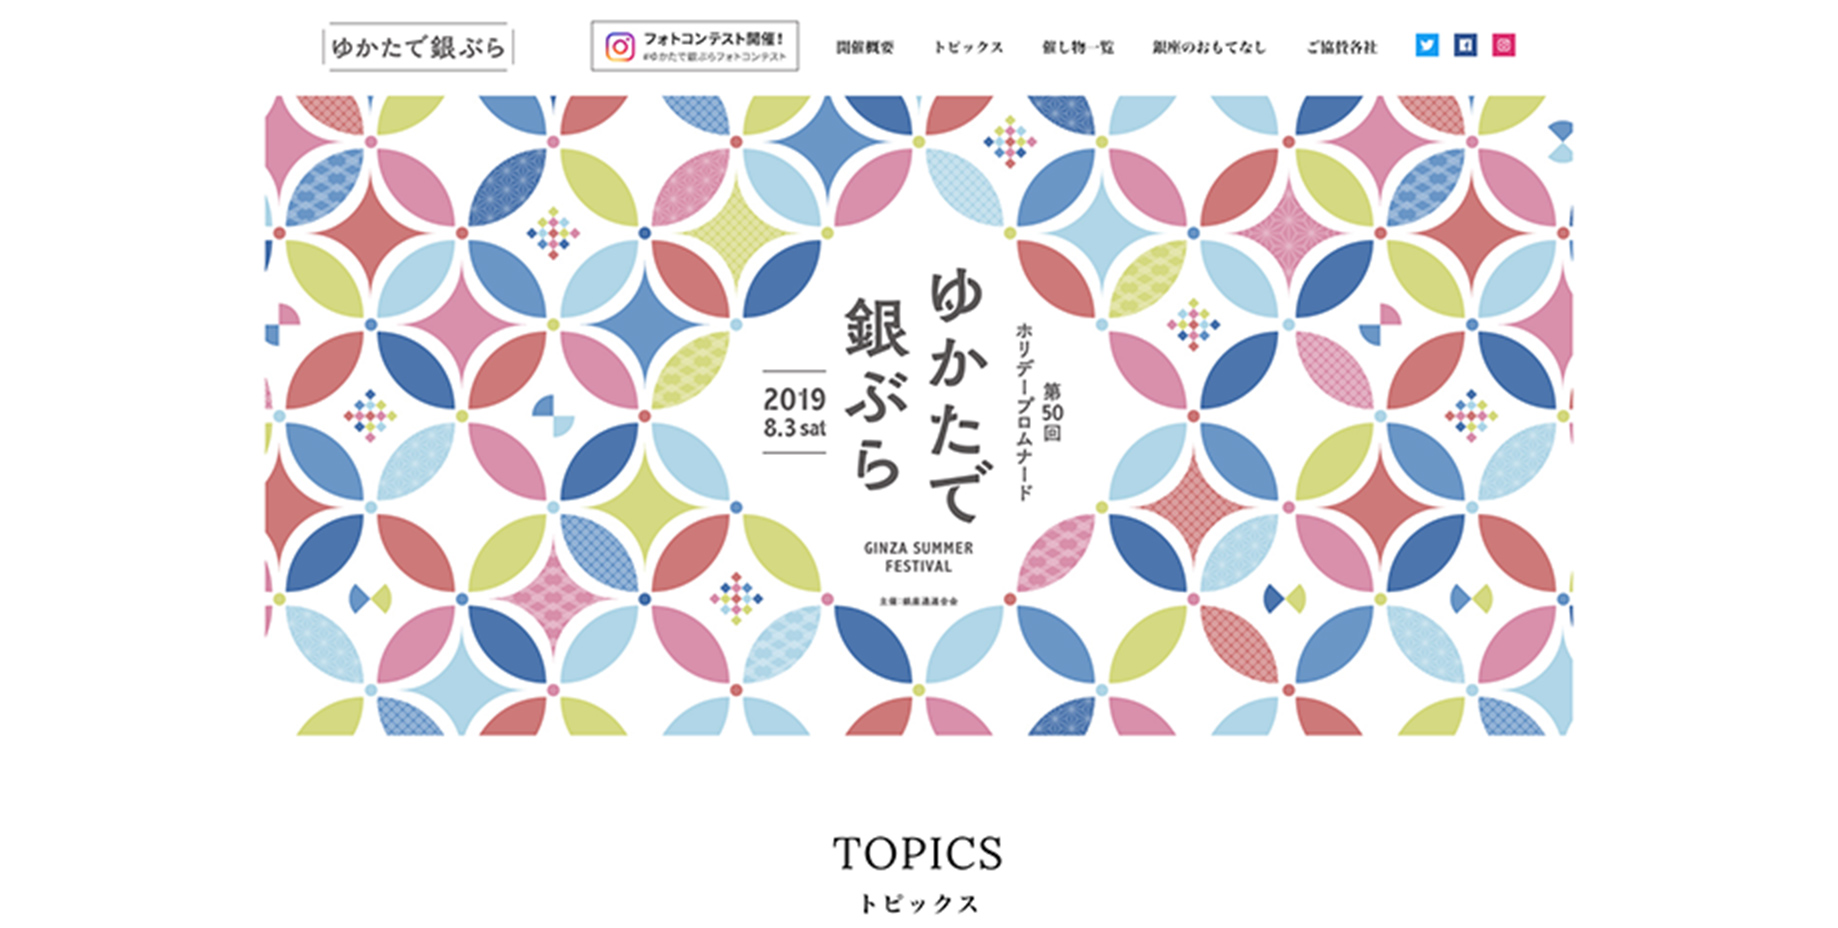 ゆかたで銀ぶら
フォトコンテスト開催!
#ゆかたで銀ぶらフォトコンテスト
開催概要
トピックス
催し物一覧
銀座のおもてなし
ご協賛各社
第50回
ホリデープロムナード
ゆかたで
銀ぶら
2019
8.3 sat
GINZA SUMMER
FESTIVAL
主催:銀座通連合会
TOPICS
トピックス